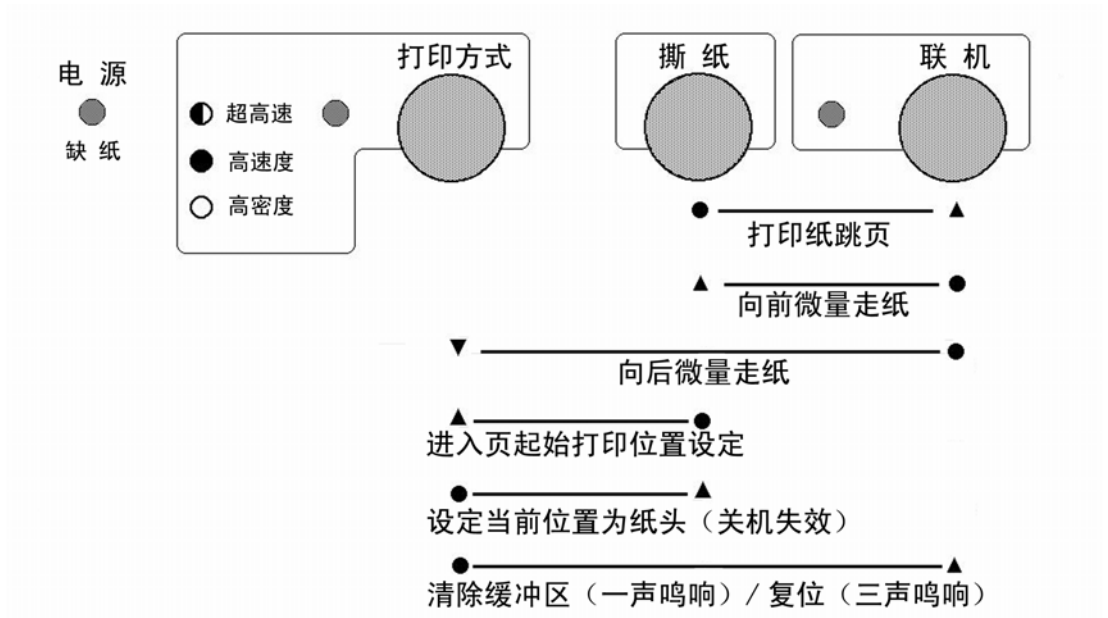 打印方式
撕 纸
联 机
电 源
超高速
缺 纸
高速度
高密度
打印纸跳页
向前微量走纸
向后微量走纸
进入页起始打印位置设定
设定当前位置为纸头（关机失效）
清除缓冲区（一声鸣响）/ 复位（三声鸣响）